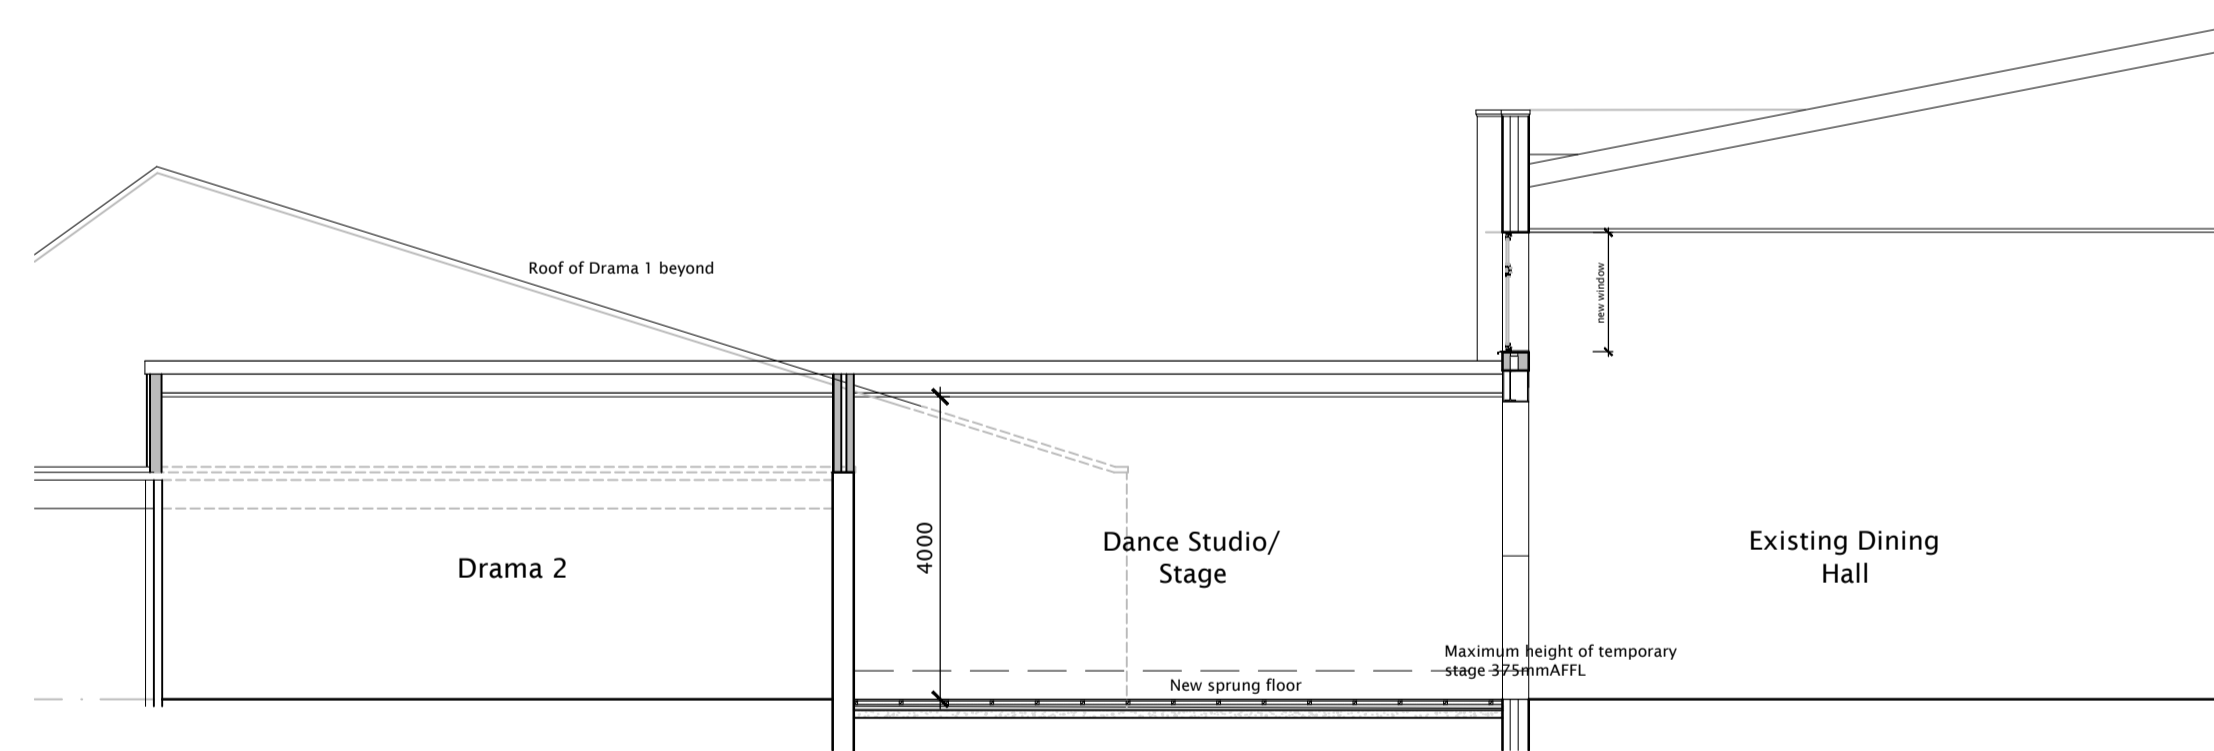 Roof of Drama 1 beyond
new window
4000
Drama 2
Dance Studio/
Stage
Existing Dining
Hall
Maximum height of temporary
stage 375mmAFFL
New sprung floor